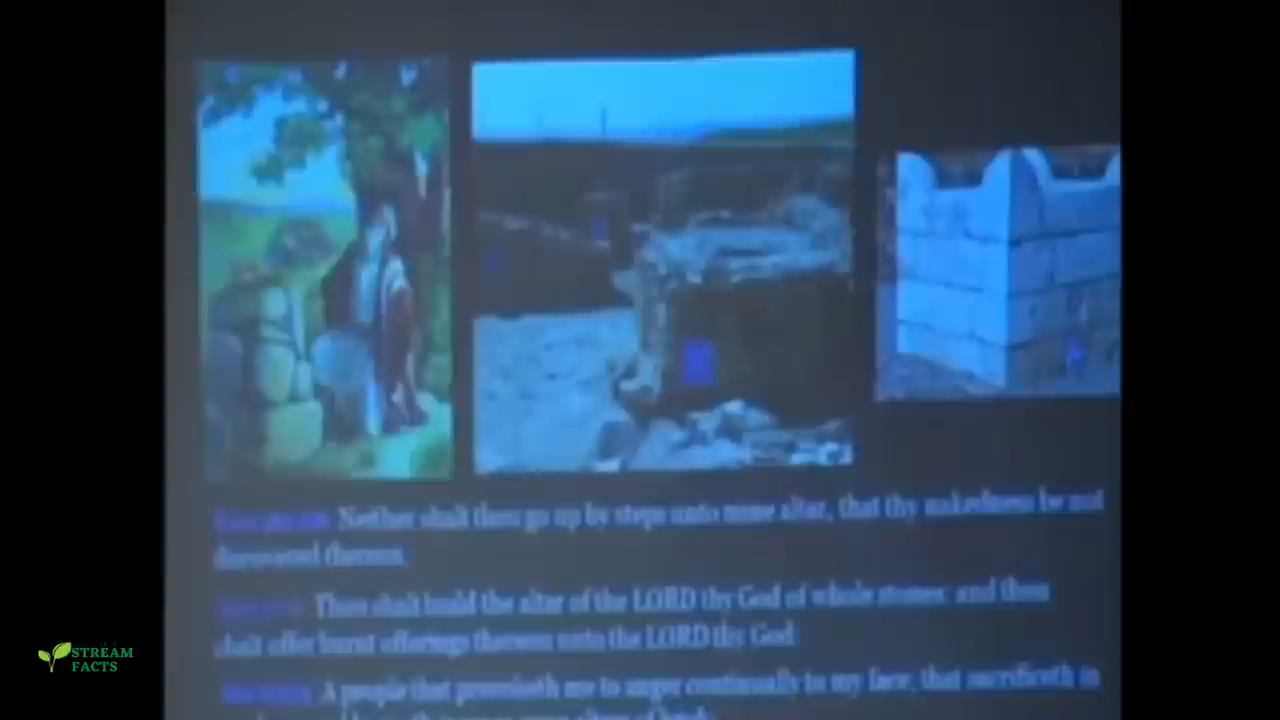 Neither shalt thou go up by steps unto mine altar, that thy nakedness be not
discovered thereon.
Thou shalt build the altar of the LORD thy God of whole stones: and thou
shalt offer burnt offerings thereon unto the LORD thy God:
A people that provoketh me to anger continually to my face; that sacrificeth in
STREAM
FACTS